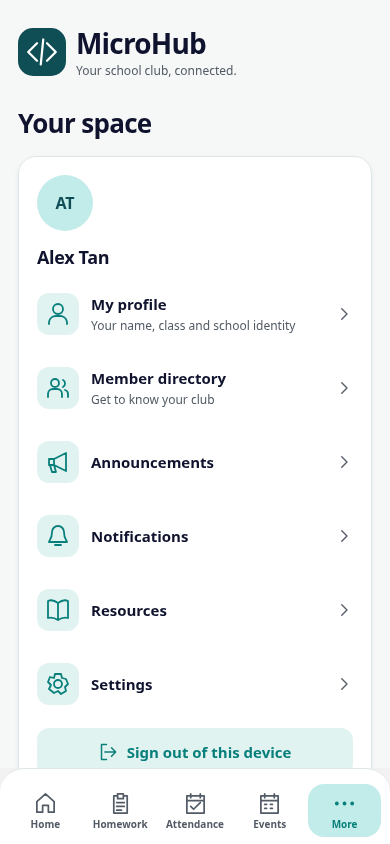 MicroHub
Your school club, connected.
Your space
AT
Alex Tan
My profile
Your name, class and school identity
Member directory
Get to know your club
Announcements
Notifications
Resources
Settings
Sign out of this device
Home
Homework
Attendance
Events
More